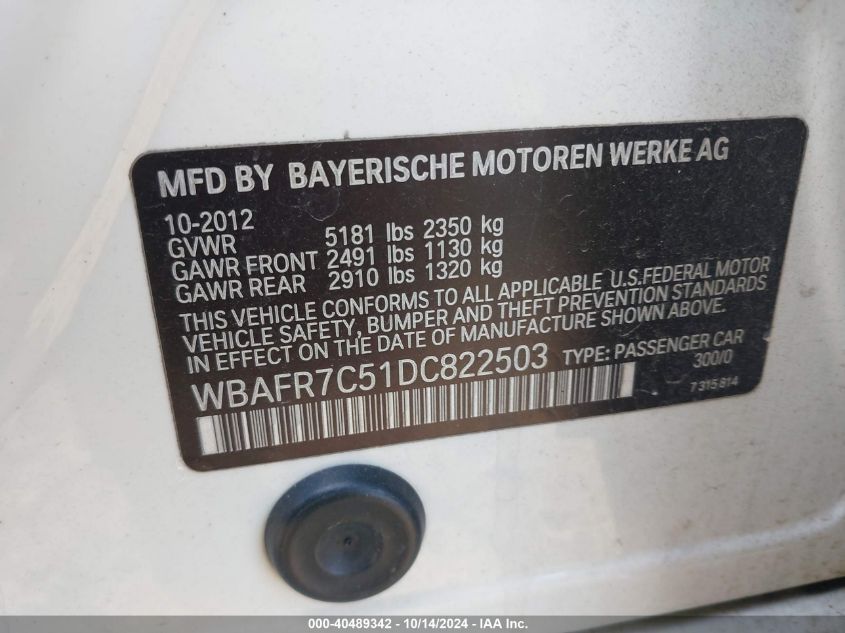 MFD BY BAYERISCHE MOTOREN WERKE AG
10-2012
GVWR 5181 lbs 2350 kg
GAWR FRONT 2491 lbs 1130 kg
GAWR REAR 2910 lbs 1320 kg
THIS VEHICLE CONFORMS TO ALL APPLICABLE U.S.FEDERAL MOTOR
VEHICLE SAFETY, BUMPER AND THEFT PREVENTION STANDARDS
IN EFFECT ON THE DATE OF MANUFACTURE SHOWN ABOVE.
WBAFR7C51DC822503 TYPE: PASSENGER CAR
300/0
7 315 814
000-40489342 | 10/14/2024 | IAA Inc.